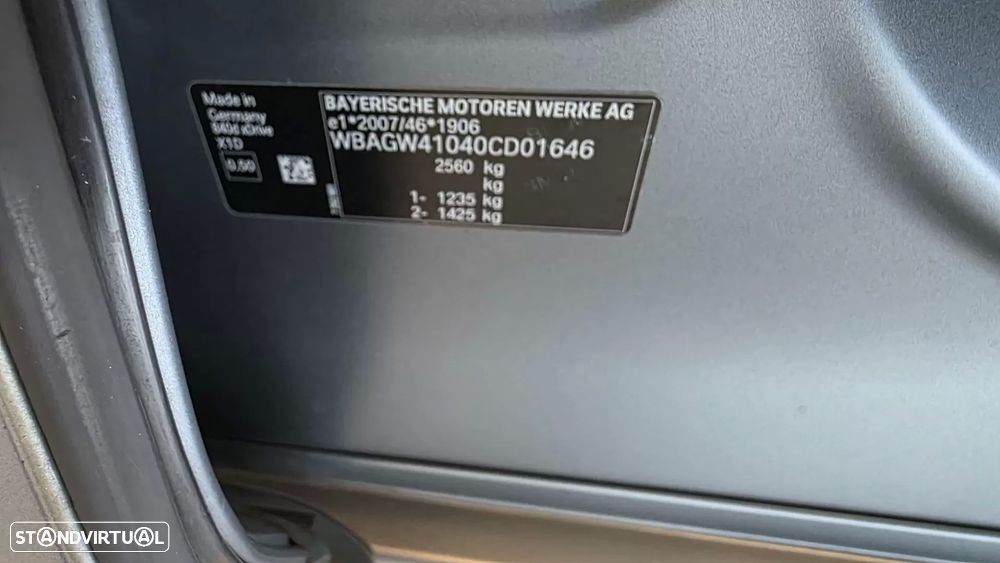 Made in
Germany
840d xDrive
X1D
0,50
BAYERISCHE MOTOREN WERKE AG
e1*2007/46*1906
WBAGW41040CD01646
2560 kg
kg
1- 1235 kg
2- 1425 kg
STANDVIRTUAL